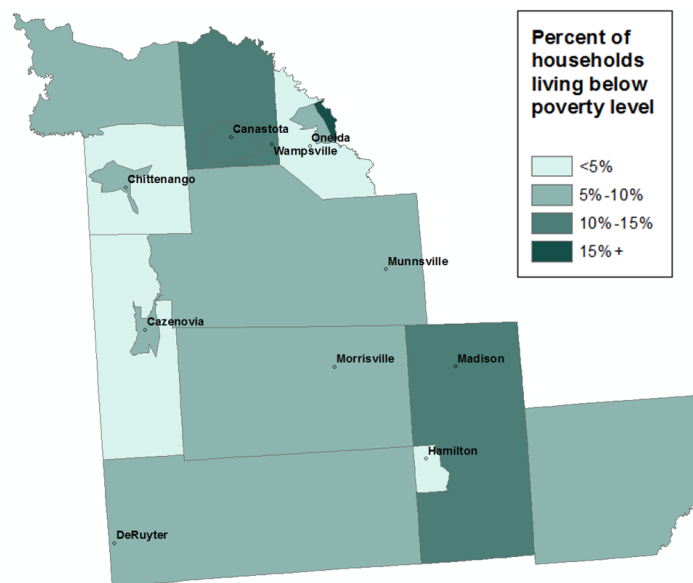 Percent of
households
living below
poverty level
<5%
5%-10%
10%-15%
15% +
Canastota
Oneida
Wampsville
Chittenango
Munnsville
Cazenovia
Morrisville
Madison
Hamilton
DeRuyter